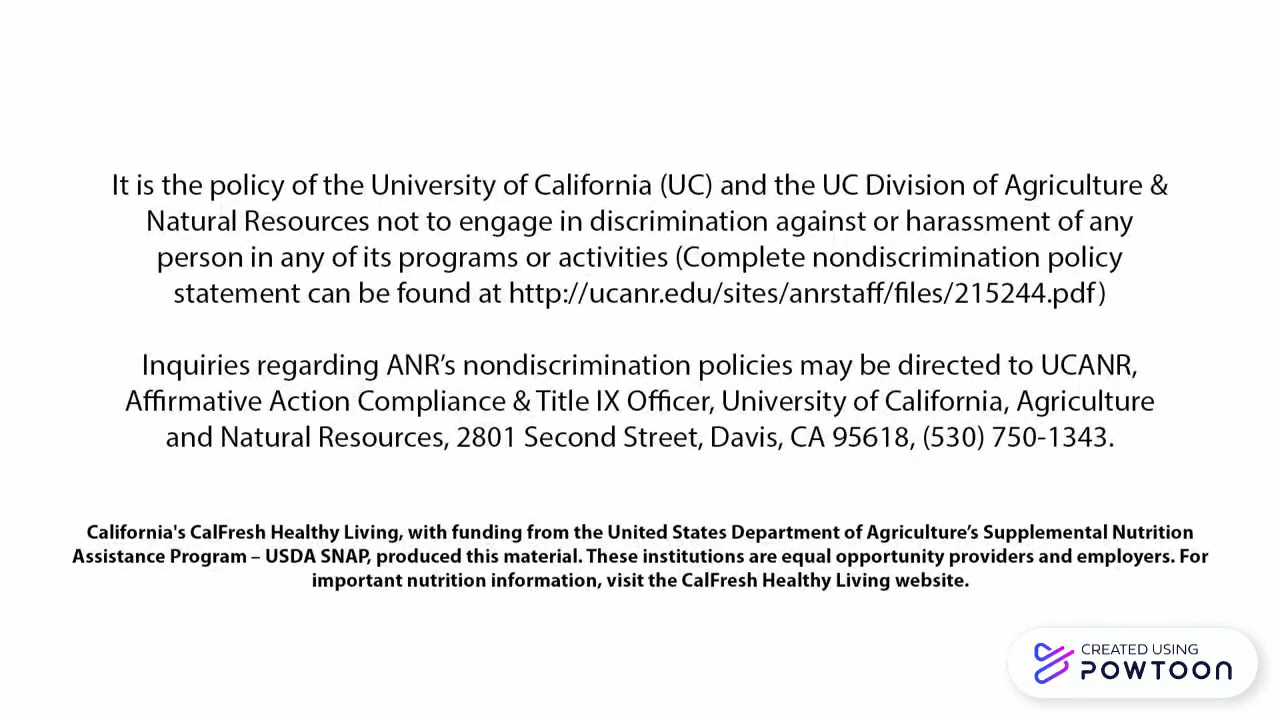 It is the policy of the University of California (UC) and the UC Division of Agriculture &
Natural Resources not to engage in discrimination against or harassment of any
person in any of its programs or activities (Complete nondiscrimination policy
statement can be found at http://ucanr.edu/sites/anrstaff/files/215244.pdf)
Inquiries regarding ANR’s nondiscrimination policies may be directed to UCANR,
Affirmative Action Compliance & Title IX Officer, University of California, Agriculture
and Natural Resources, 2801 Second Street, Davis, CA 95618, (530) 750-1343.
California's CalFresh Healthy Living, with funding from the United States Department of Agriculture’s Supplemental Nutrition
Assistance Program – USDA SNAP, produced this material. These institutions are equal opportunity providers and employers. For
important nutrition information, visit the CalFresh Healthy Living website.
CREATED USING
POWTOON